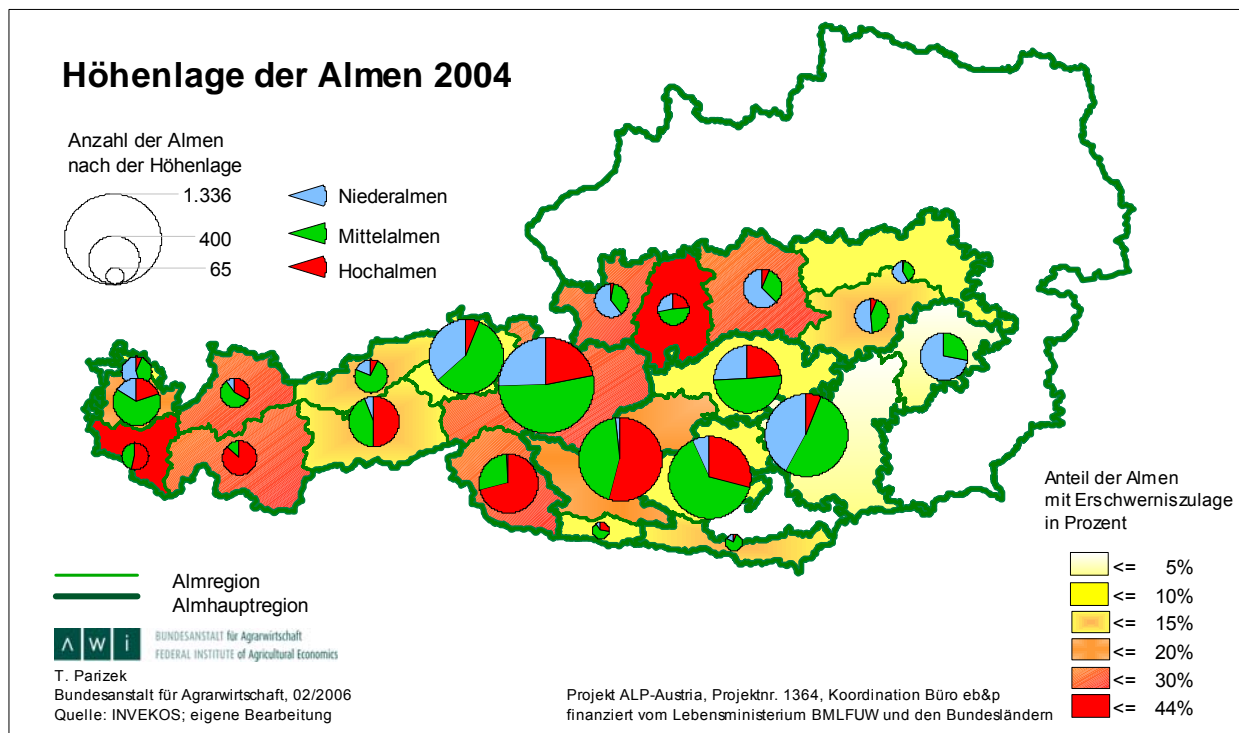 Höhenlage der Almen 2004
Anzahl der Almen
nach der Höhenlage
1.336
400
65
Niederalmen
Mittelalmen
Hochalmen
Anteil der Almen
mit Erschwerniszulage
in Prozent
<= 5%
<= 10%
<= 15%
<= 20%
<= 30%
<= 44%
Almregion
Almhauptregion
AWI
BUNDESANSTALT für Agrarwirtschaft
FEDERAL INSTITUTE of Agricultural Economics
T. Parizek
Bundesanstalt für Agrarwirtschaft, 02/2006
Quelle: INVEKOS; eigene Bearbeitung
Projekt ALP-Austria, Projektnr. 1364, Koordination Büro eb&p
finanziert vom Lebensministerium BMLFUW und den Bundesländern